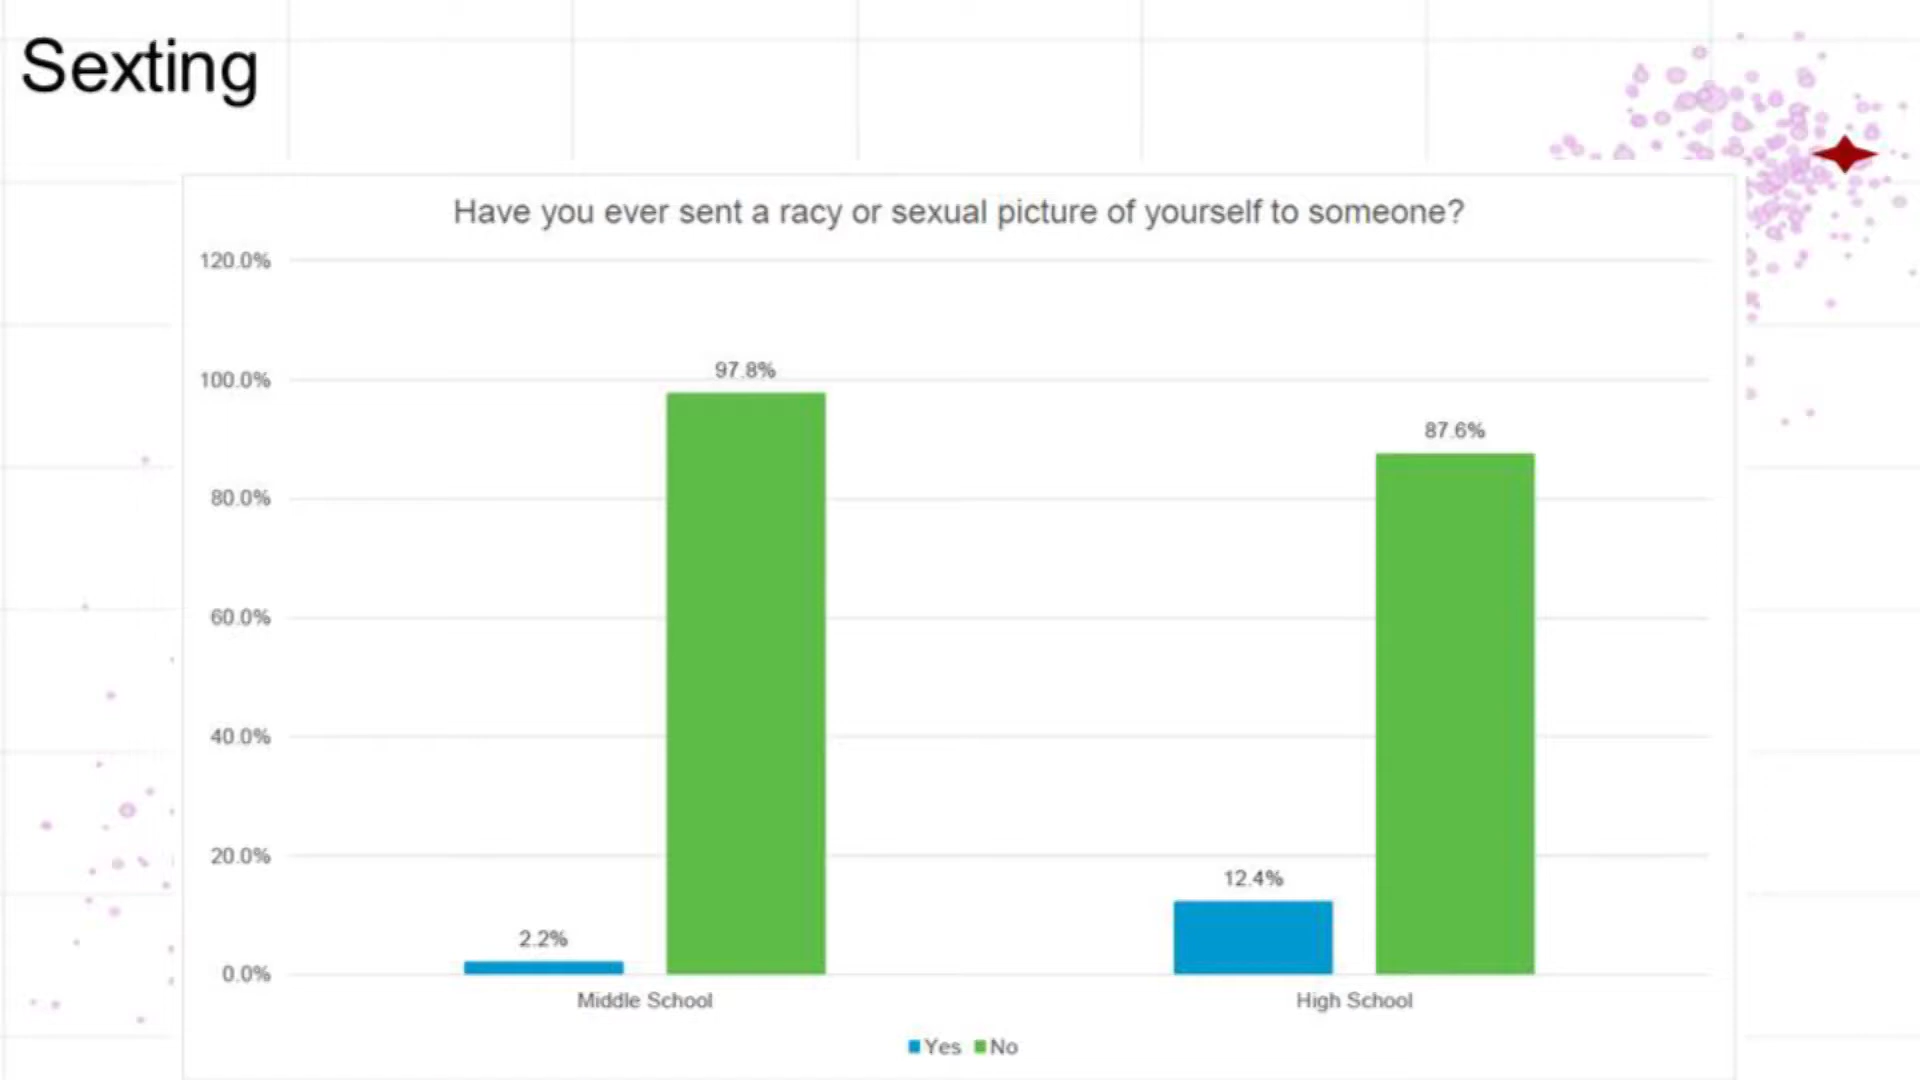 Sexting
Have you ever sent a racy or sexual picture of yourself to someone?
120.0%
100.0%
80.0%
60.0%
40.0%
20.0%
0.0%
97.8%
87.6%
12.4%
2.2%
Middle School
High School
Yes No